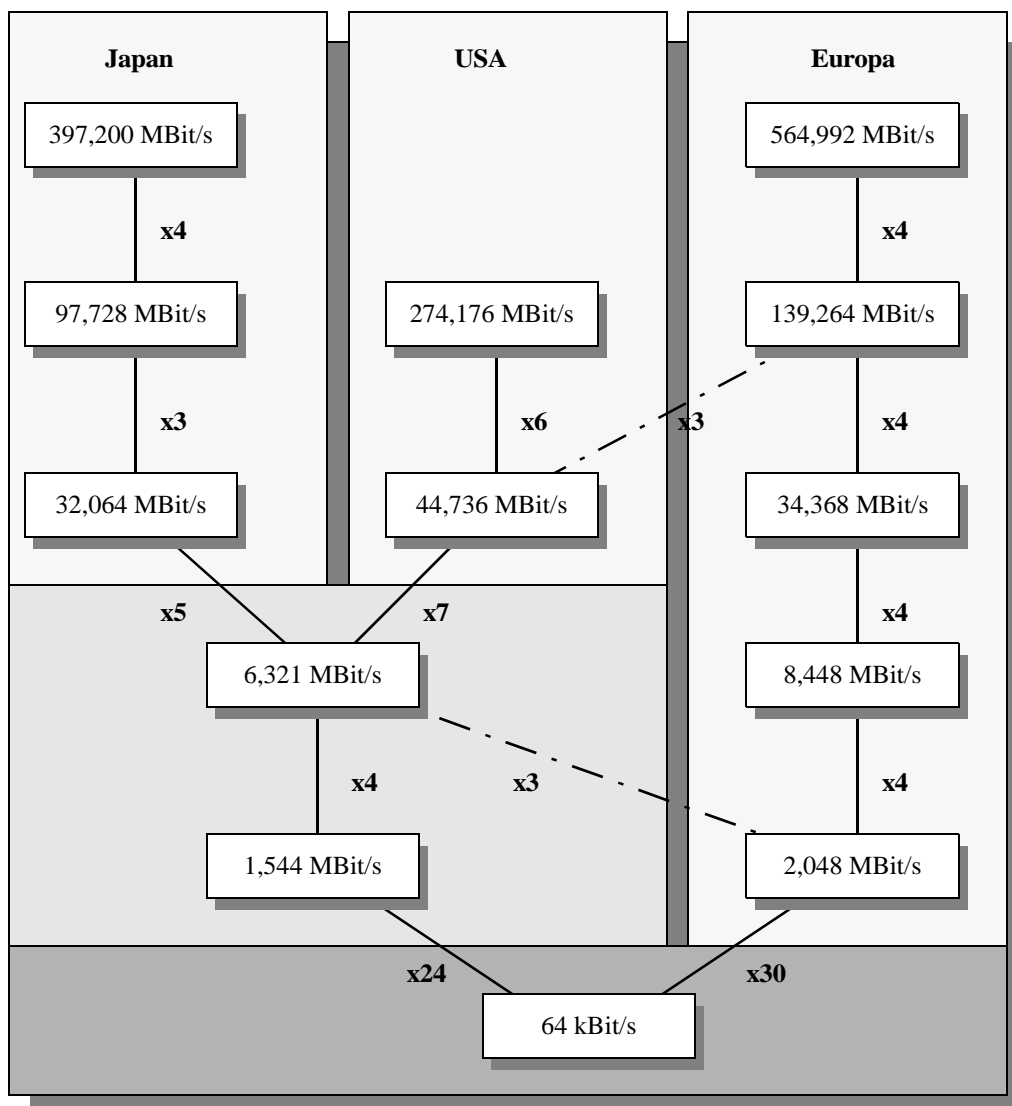 Japan
USA
Europa
397,200 MBit/s
564,992 MBit/s
x4
x4
97,728 MBit/s
274,176 MBit/s
139,264 MBit/s
x3
x6
x3
x4
32,064 MBit/s
44,736 MBit/s
34,368 MBit/s
x5
x7
x4
6,321 MBit/s
8,448 MBit/s
x4
x3
x4
1,544 MBit/s
2,048 MBit/s
x24
x30
64 kBit/s